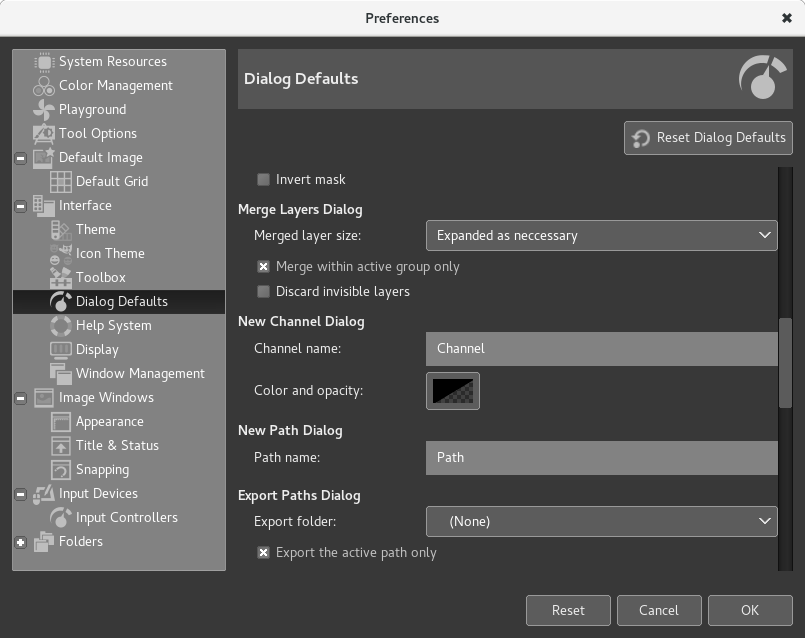 Preferences
System Resources
Color Management
Playground
Tool Options
Default Image
Default Grid
Interface
Theme
Icon Theme
Toolbox
Dialog Defaults
Help System
Display
Window Management
Image Windows
Appearance
Title & Status
Snapping
Input Devices
Input Controllers
Folders
Dialog Defaults
Reset Dialog Defaults
Invert mask
Merge Layers Dialog
Merged layer size: Expanded as neccessary
Merge within active group only
Discard invisible layers
New Channel Dialog
Channel name: Channel
Color and opacity:
New Path Dialog
Path name: Path
Export Paths Dialog
Export folder: (None)
Export the active path only
Reset Cancel OK